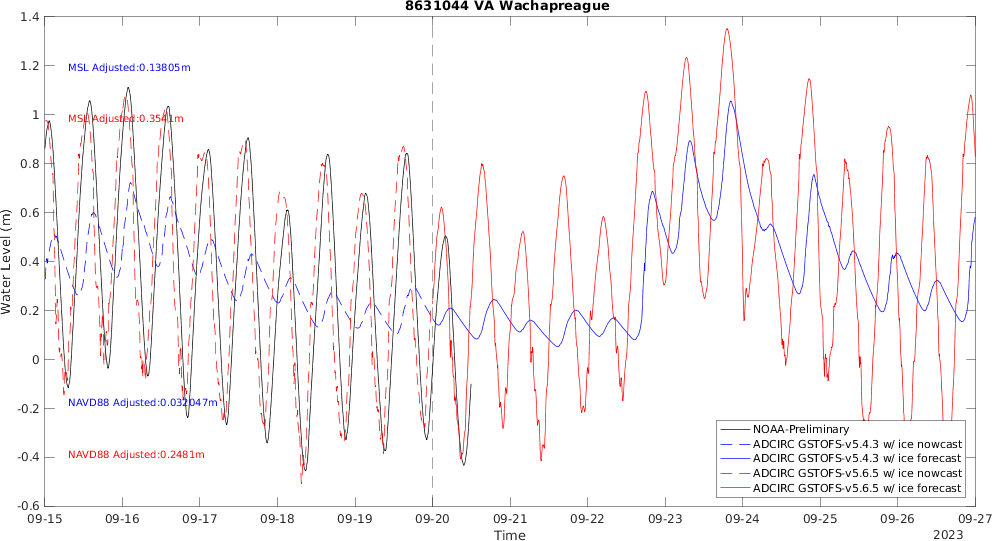 8631044 VA Wachapreague
1.4
1.2
1
0.8
0.6
0.4
0.2
0
-0.2
-0.4
-0.6
Water Level (m)
MSL Adjusted:0.13805m
MSL Adjusted:0.3541m
NAVD88 Adjusted:0.032047m
NAVD88 Adjusted:0.2481m
NOAA-Preliminary
ADCIRC GSTOFS-v5.4.3 w/ ice nowcast
ADCIRC GSTOFS-v5.4.3 w/ ice forecast
ADCIRC GSTOFS-v5.6.5 w/ ice nowcast
ADCIRC GSTOFS-v5.6.5 w/ ice forecast
09-15 09-16 09-17 09-18 09-19 09-20 09-21 09-22 09-23 09-24 09-25 09-26 09-27
Time
2023